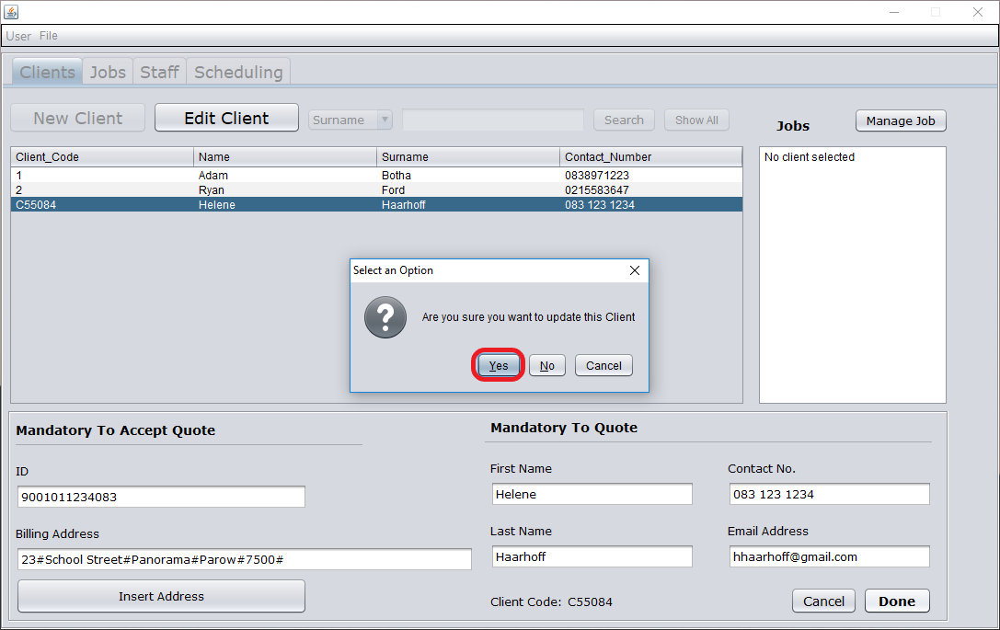 User File
Clients Jobs Staff Scheduling
New Client Edit Client Surname Search Show All Jobs Manage Job
Client_Code Name Surname Contact_Number
1 Adam Botha 0838971223
2 Ryan Ford 0215583647
C55084 Helene Haarhoff 083 123 1234
No client selected
Select an Option
Are you sure you want to update this Client
Yes No Cancel
Mandatory To Accept Quote
ID
9001011234083
Billing Address
23#School Street#Panorama#Parow#7500#
Insert Address
Mandatory To Quote
First Name Contact No.
Helene 083 123 1234
Last Name Email Address
Haarhoff hhaarhoff@gmail.com
Client Code: C55084 Cancel Done